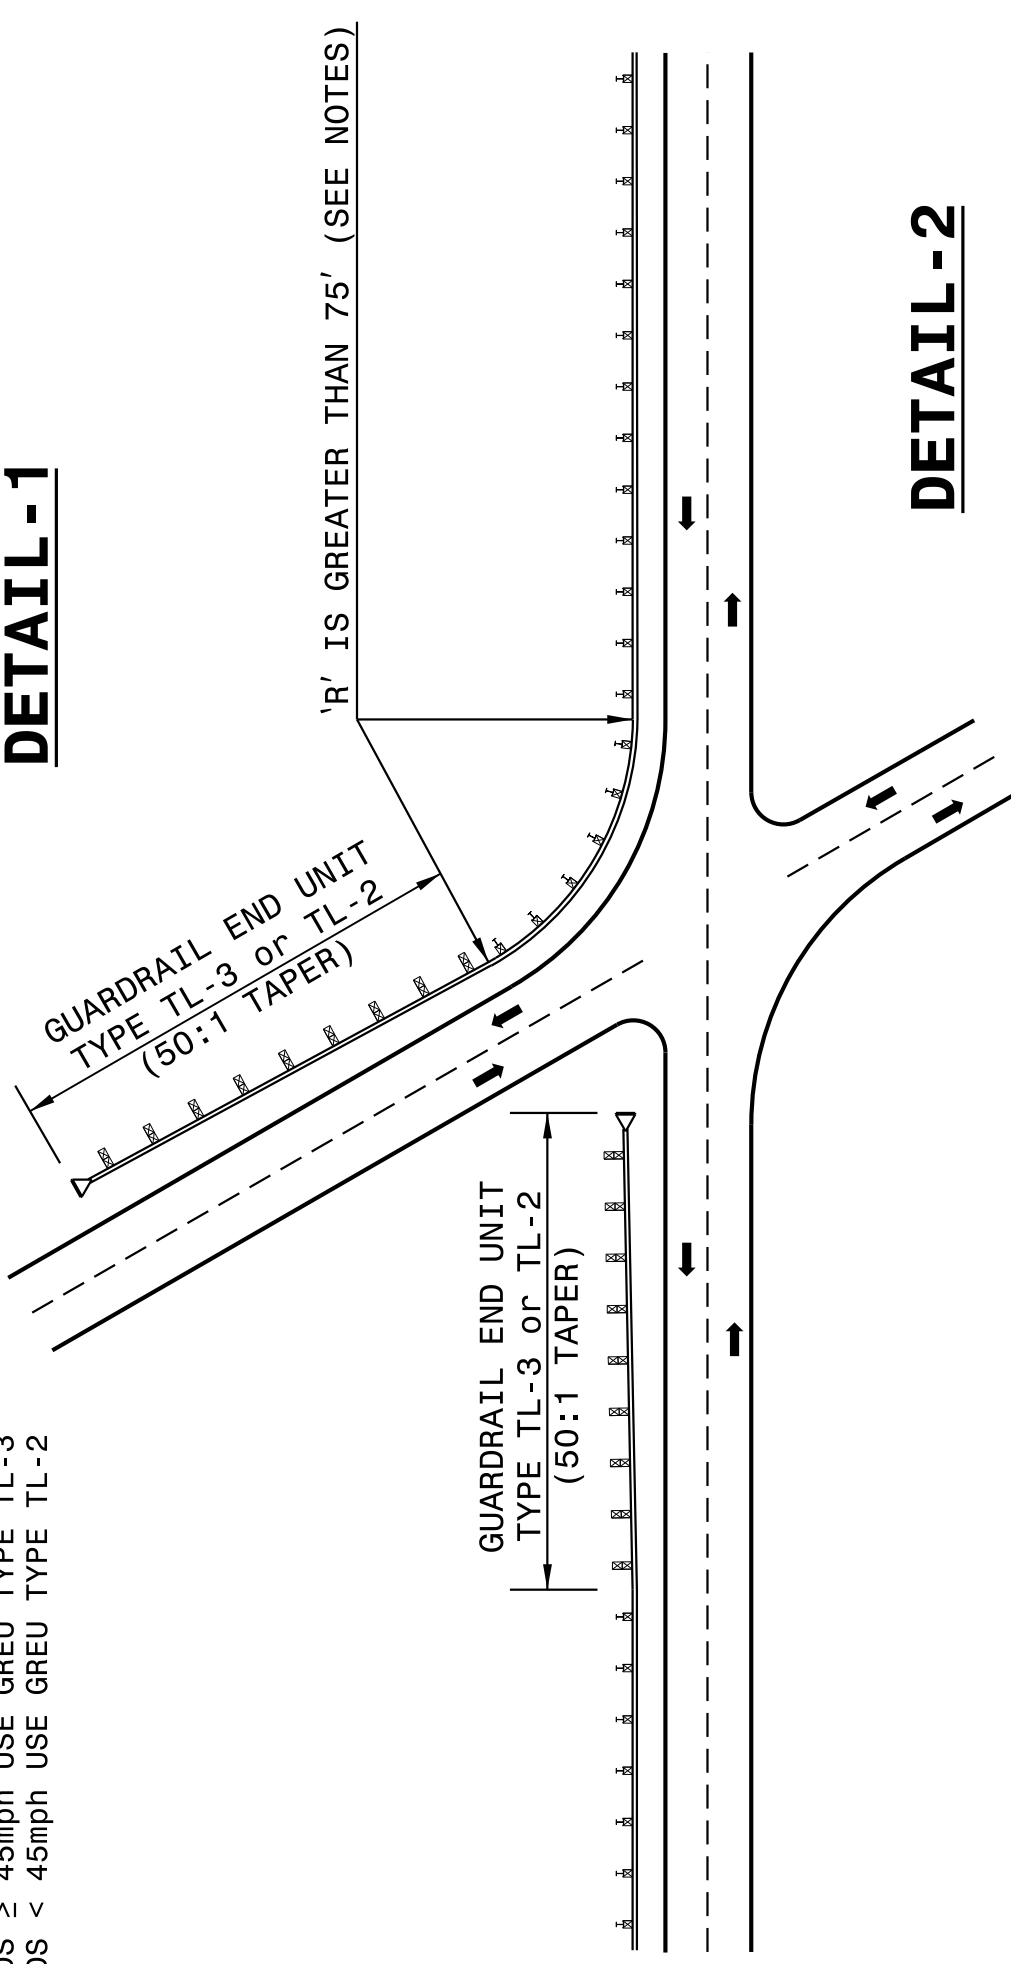 DETAIL-1
≥ 45mph USE GREU TYPE TL-3
< 45mph USE GREU TYPE TL-2
'R' IS GREATER THAN 75' (SEE NOTES)
GUARDRAIL END UNIT
TYPE TL-3 or TL-2
(50:1 TAPER)
GUARDRAIL END UNIT
TYPE TL-3 or TL-2
(50:1 TAPER)
DETAIL-2